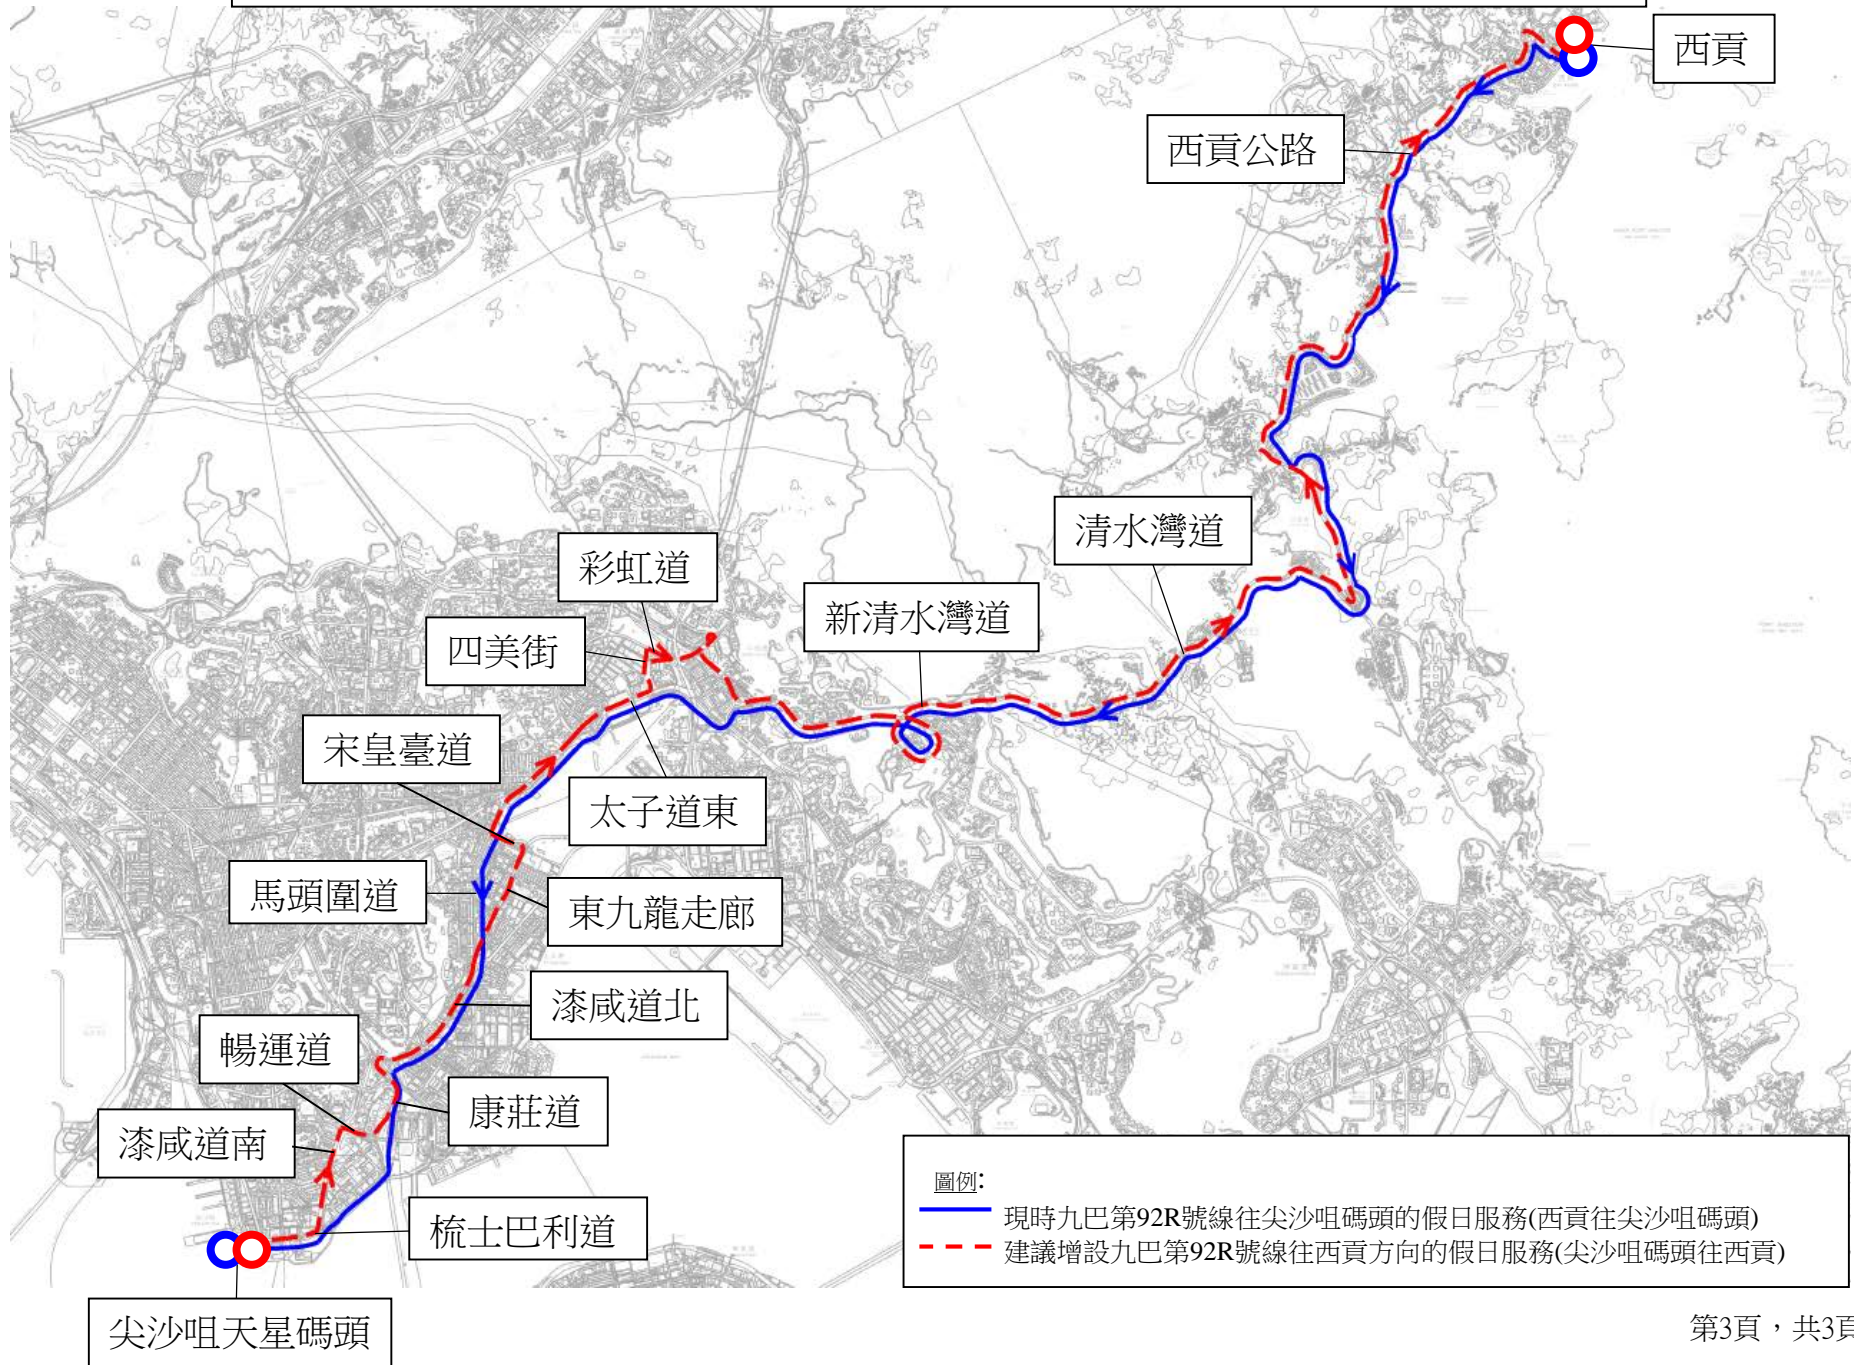 西貢
西貢公路
清水灣道
彩虹道
新清水灣道
四美街
宋皇臺道
太子道東
馬頭圍道
東九龍走廊
漆咸道北
暢運道
康莊道
漆咸道南
梳士巴利道
圖例:
現時九巴第92R號線往尖沙咀碼頭的假日服務(西貢往尖沙咀碼頭)
建議增設九巴第92R號線往西貢方向的假日服務(尖沙咀碼頭往西貢)
尖沙咀天星碼頭
第3頁，共3頁